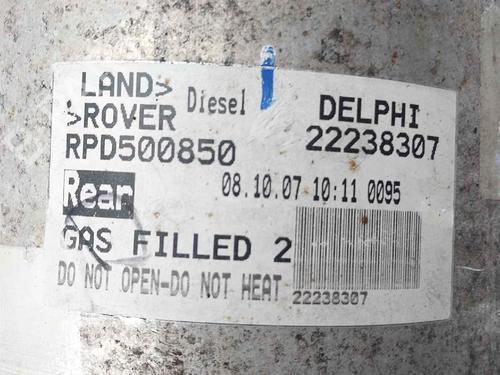 LAND>
>ROVER
Diesel
RPD500850
DELPHI
22238307
Rear
08.10.07 10:11 0095
GAS FILLED 2
DO NOT OPEN-DO NOT HEAT
22238307